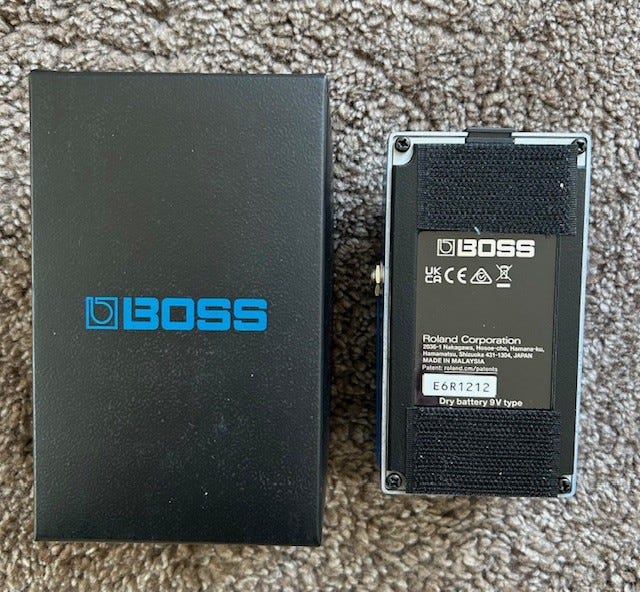 BOSS
BOSS
UK
CA CE
Roland Corporation
2036-1 Nakagawa, Hosoe-cho, Hamana-ku,
Hamamatsu, Shizuoka 431-1304, JAPAN
MADE IN MALAYSIA
Patent: roland.cm/patents
E6R1212
Dry battery 9V type